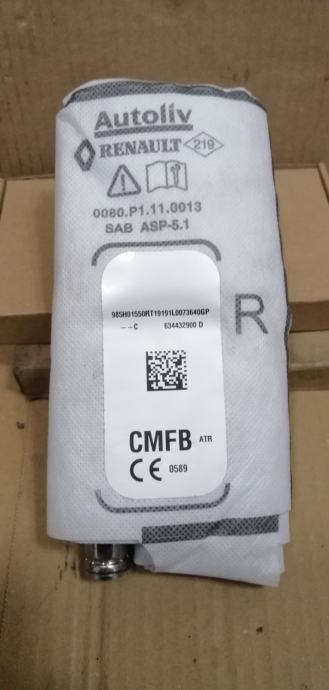 Autoliv
RENAULT 219
0080.P1.11.0013
SAB ASP-5.1
985H01550RT19191L0073640GP
--C 634432900 D
R
CMFB ATR
CE 0589